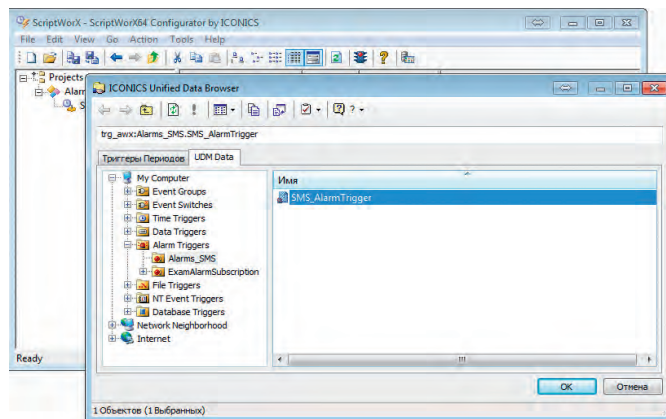 ScriptWorX - ScriptWorX64 Configurator by ICONICS
File Edit View Go Action Tools Help
Projects
Alarr
S
ICONICS Unified Data Browser
trg_awx:Alarms_SMS.SMS_AlarmTrigger
Триггеры Периодов UDM Data
My Computer
Event Groups
Event Switches
Time Triggers
Data Triggers
Alarm Triggers
Alarms_SMS
ExamAlarmSubscription
File Triggers
NT Event Triggers
Database Triggers
Network Neighborhood
Internet
Имя
SMS_AlarmTrigger
Ready
OK Отмена
1 Объектов (1 Выбранных)